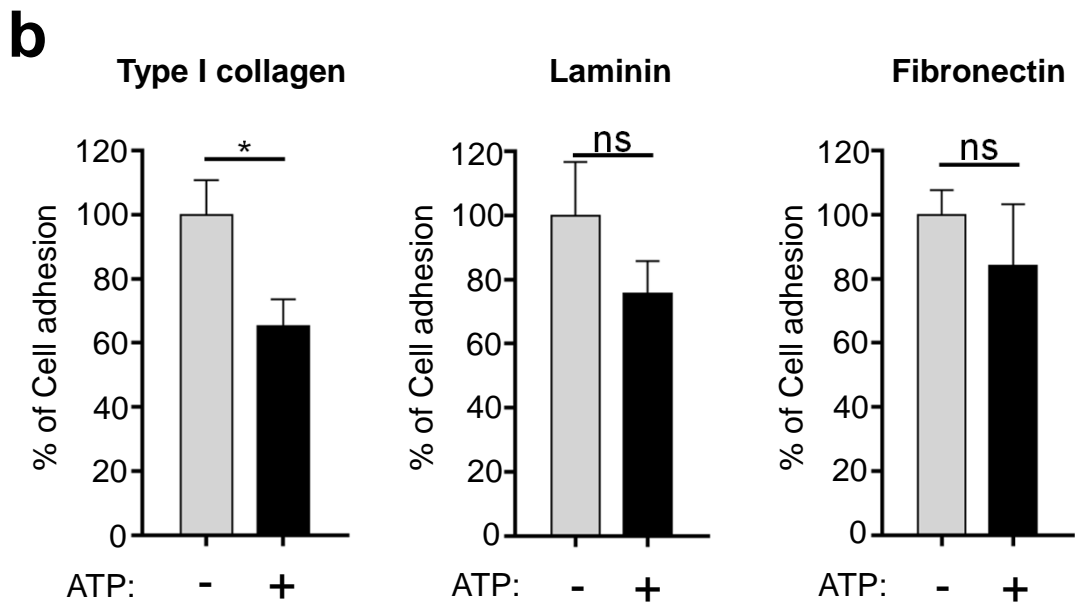 b
Type I collagen
% of Cell adhesion
120
100
80
60
40
20
0
*
ATP: - +
Laminin
% of Cell adhesion
120
100
80
60
40
20
0
ns
ATP: - +
Fibronectin
% of Cell adhesion
120
100
80
60
40
20
0
ns
ATP: - +